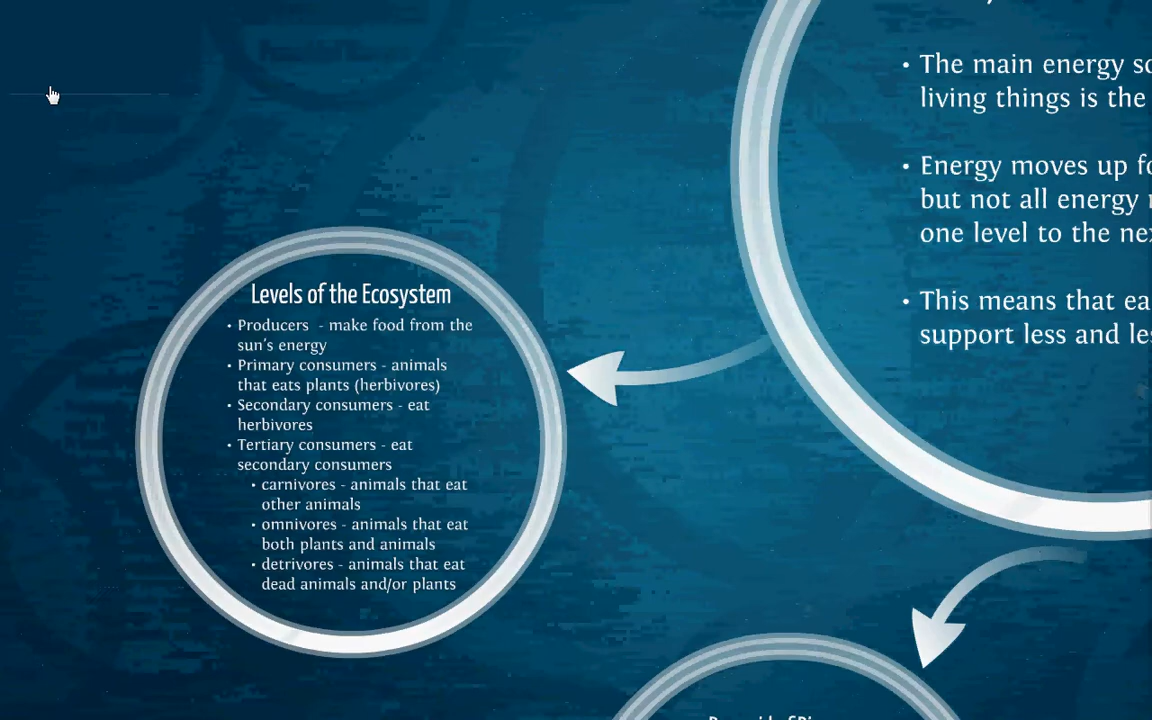 Levels of the Ecosystem
• Producers - make food from the
sun's energy
• Primary consumers - animals
that eats plants (herbivores)
• Secondary consumers - eat
herbivores
• Tertiary consumers - eat
secondary consumers
• carnivores - animals that eat
other animals
• omnivores - animals that eat
both plants and animals
• detrivores - animals that eat
dead animals and/or plants
• The main energy
living things is the
• Energy moves up
but not all energy
one level to the
• This means that
support less and